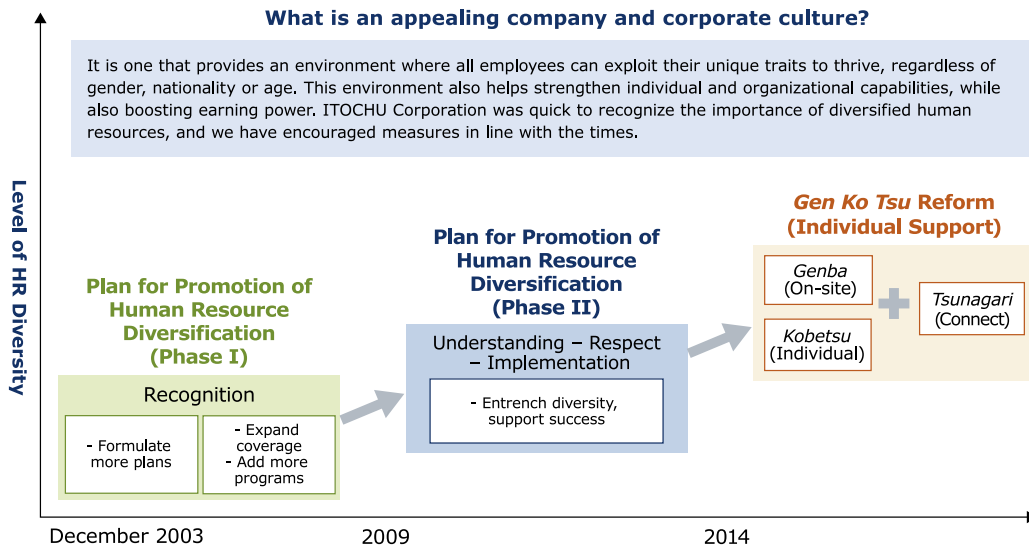 What is an appealing company and corporate culture?
It is one that provides an environment where all employees can exploit their unique traits to thrive, regardless of
gender, nationality or age. This environment also helps strengthen individual and organizational capabilities, while
also boosting earning power. ITOCHU Corporation was quick to recognize the importance of diversified human
resources, and we have encouraged measures in line with the times.
Level of HR Diversity
Plan for Promotion of
Human Resource
Diversification
(Phase I)
Recognition
- Formulate
more plans
- Expand
coverage
- Add more
programs
Plan for Promotion of
Human Resource
Diversification
(Phase II)
Understanding – Respect
– Implementation
- Entrench diversity,
support success
Gen Ko Tsu Reform
(Individual Support)
Genba
(On-site)
Kobetsu
(Individual)
Tsunagari
(Connect)
December 2003
2009
2014